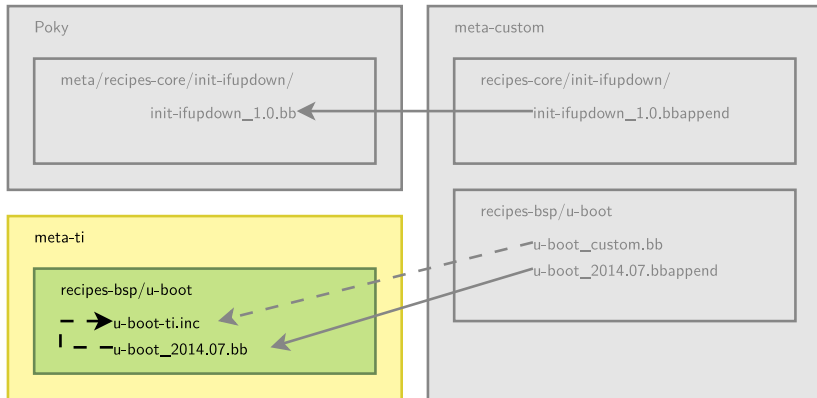 Poky
meta/recipes-core/init-ifupdown/
init-ifupdown_1.0.bb
meta-custom
recipes-core/init-ifupdown/
init-ifupdown_1.0.bbappend
recipes-bsp/u-boot
u-boot_custom.bb
u-boot_2014.07.bbappend
meta-ti
recipes-bsp/u-boot
u-boot-ti.inc
u-boot_2014.07.bb